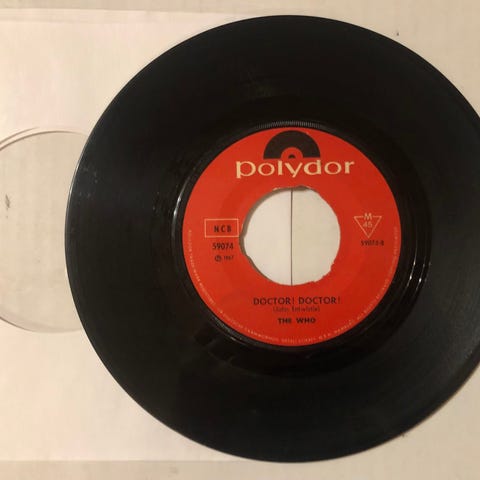 polydor
NCB
59074
℗ 1967
M
45
59074-B
DOCTOR! DOCTOR!
(John Entwistle)
THE WHO